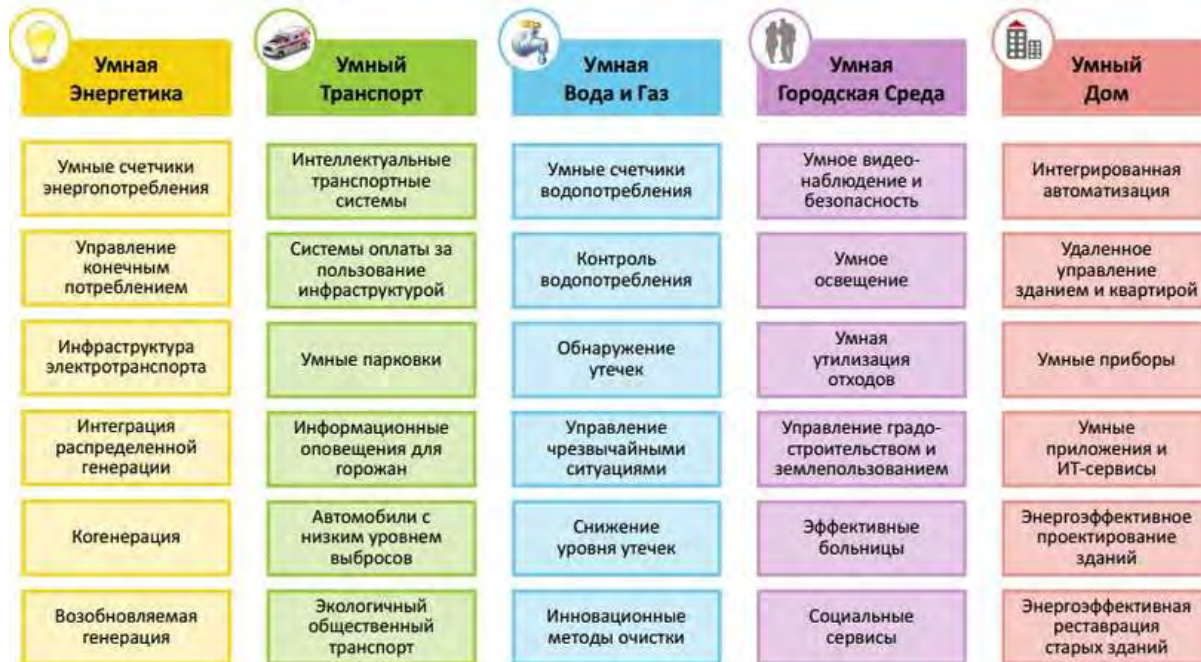 Умная
Энергетика
Умный
Транспорт
Умная
Вода и Газ
Умная
Городская Среда
Умный
Дом
Умные счетчики
энергопотребления
Интеллектуальные
транспортные
системы
Умные счетчики
водопотребления
Умное видео-
наблюдение и
безопасность
Интегрированная
автоматизация
Управление
конечным
потреблением
Системы оплаты за
пользование
инфраструктурой
Контроль
водопотребления
Умное
освещение
Удаленное
управление
зданием и квартирой
Инфраструктура
электротранспорта
Умные парковки
Обнаружение
утечек
Умная
утилизация
отходов
Умные приборы
Интеграция
распределенной
генерации
Информационные
оповещения для
горожан
Управление
чрезвычайными
ситуациями
Управление градо-
строительством и
землепользованием
Умные
приложения и
ИТ-сервисы
Когенерация
Автомобили с
низким уровнем
выбросов
Снижение
уровня утечек
Эффективные
больницы
Энергоэффективное
проектирование
зданий
Возобновляемая
генерация
Экологичный
общественный
транспорт
Инновационные
методы очистки
Социальные
сервисы
Энергоэффективная
реставрация
старых зданий